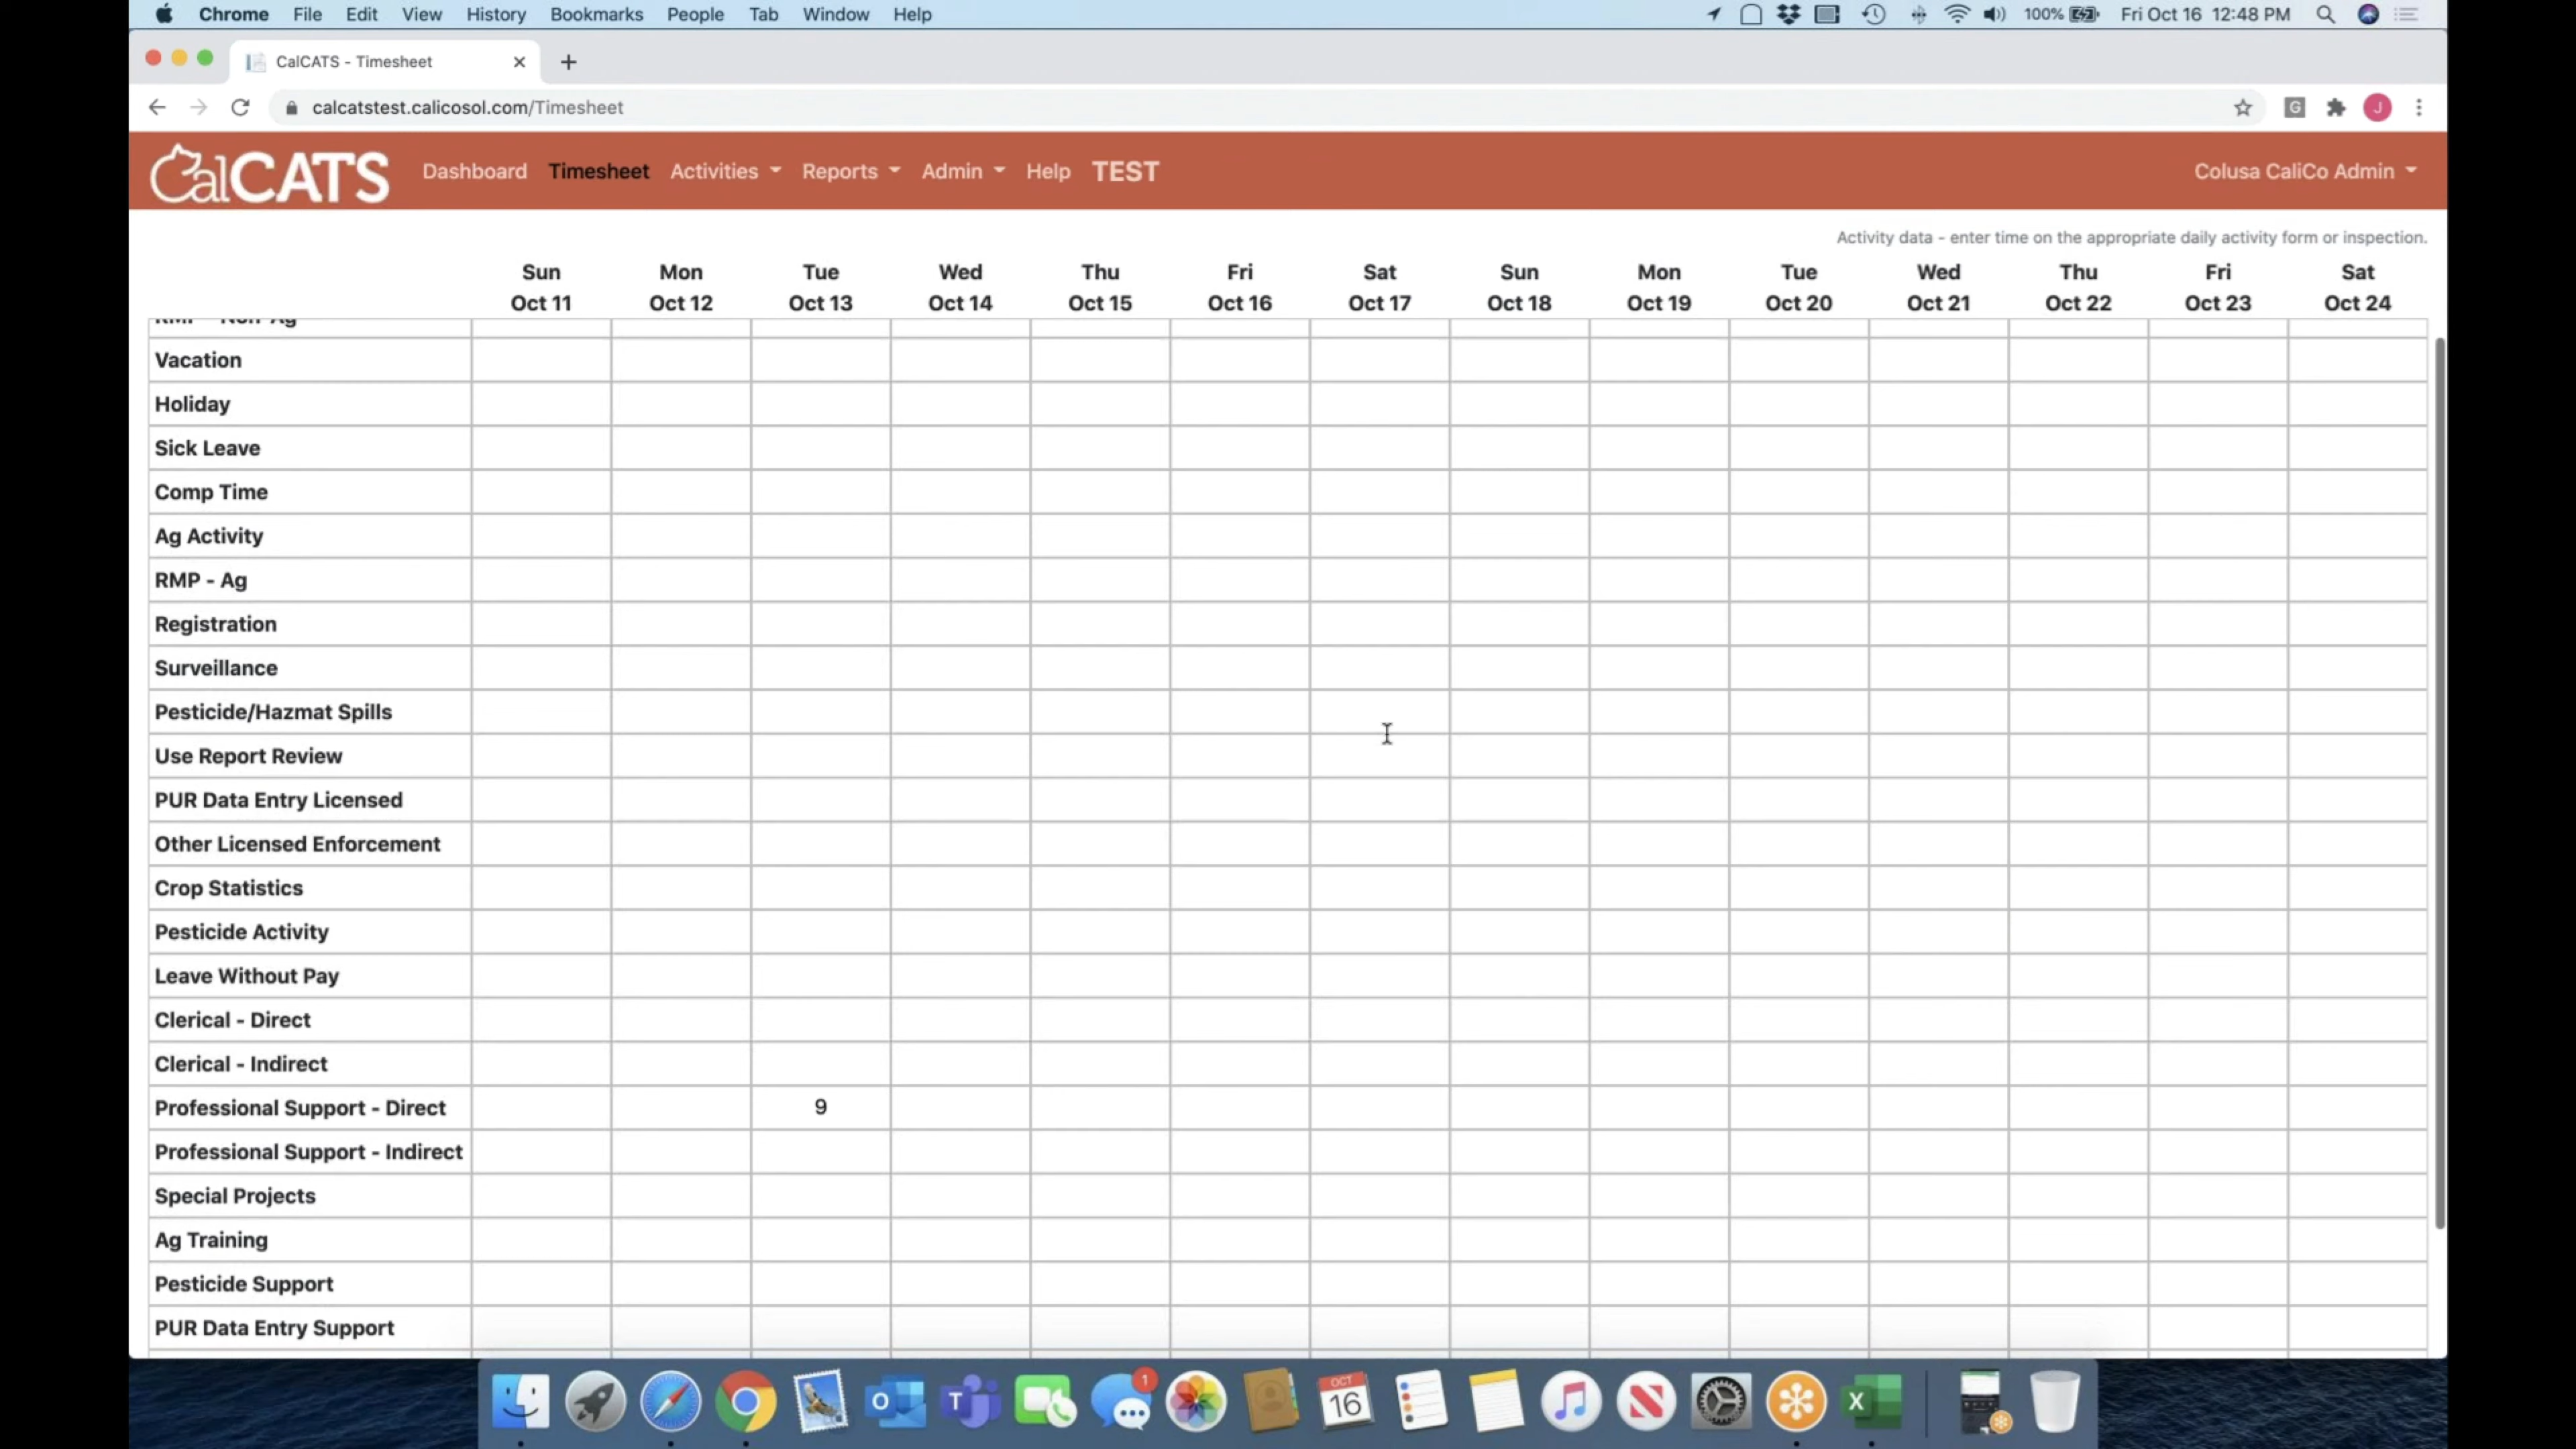 Chrome File Edit View History Bookmarks People Tab Window Help 100% Fri Oct 16 12:48 PM
CalCATS - Timesheet
calcatstest.calicosol.com/Timesheet G J
CalCATS Dashboard Timesheet Activities Reports Admin Help TEST Colusa CaliCo Admin
Activity data - enter time on the appropriate daily activity form or inspection.
Sun Mon Tue Wed Thu Fri Sat Sun Mon Tue Wed Thu Fri Sat
Oct 11 Oct 12 Oct 13 Oct 14 Oct 15 Oct 16 Oct 17 Oct 18 Oct 19 Oct 20 Oct 21 Oct 22 Oct 23 Oct 24
RMP - Non-Ag
Vacation
Holiday
Sick Leave
Comp Time
Ag Activity
RMP - Ag
Registration
Surveillance
Pesticide/Hazmat Spills
Use Report Review
PUR Data Entry Licensed
Other Licensed Enforcement
Crop Statistics
Pesticide Activity
Leave Without Pay
Clerical - Direct
Clerical - Indirect
Professional Support - Direct 9
Professional Support - Indirect
Special Projects
Ag Training
Pesticide Support
PUR Data Entry Support
OCT
16
1
O
T
X